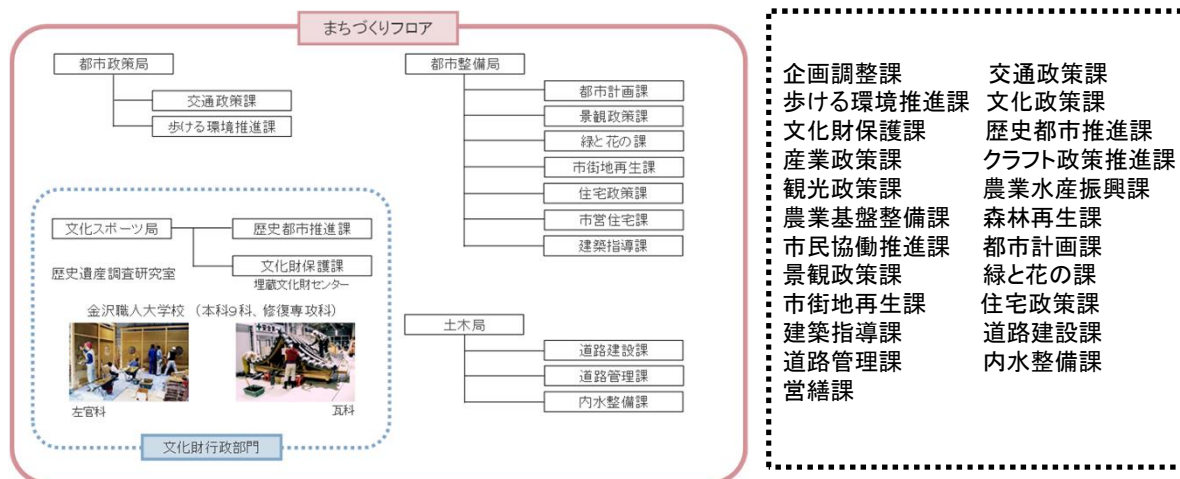 まちづくりフロア
都市政策局
交通政策課
歩ける環境推進課
文化スポーツ局
歴史都市推進課
文化財保護課
埋蔵文化財センター
歴史遺産調査研究室
金沢職人大学校 (本科9科、修復専攻科)
左官科
瓦科
文化財行政部門
都市整備局
都市計画課
景観政策課
緑と花の課
市街地再生課
住宅政策課
市営住宅課
建築指導課
土木局
道路建設課
道路管理課
内水整備課
企画調整課 交通政策課
歩ける環境推進課 文化政策課
文化財保護課 歴史都市推進課
産業政策課 クラフト政策推進課
観光政策課 農業水産振興課
農業基盤整備課 森林再生課
市民協働推進課 都市計画課
景観政策課 緑と花の課
市街地再生課 住宅政策課
建築指導課 道路建設課
道路管理課 内水整備課
営繕課